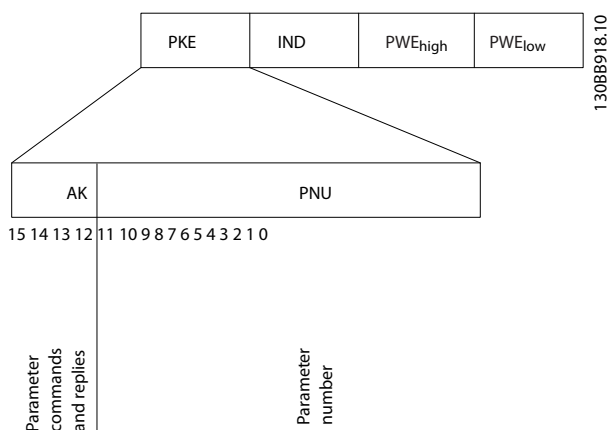 PKE IND PWEhigh PWElow
130BB918.10
AK PNU
15 14 13 12 11 10 9 8 7 6 5 4 3 2 1 0
Parameter
commands
and replies
Parameter
number